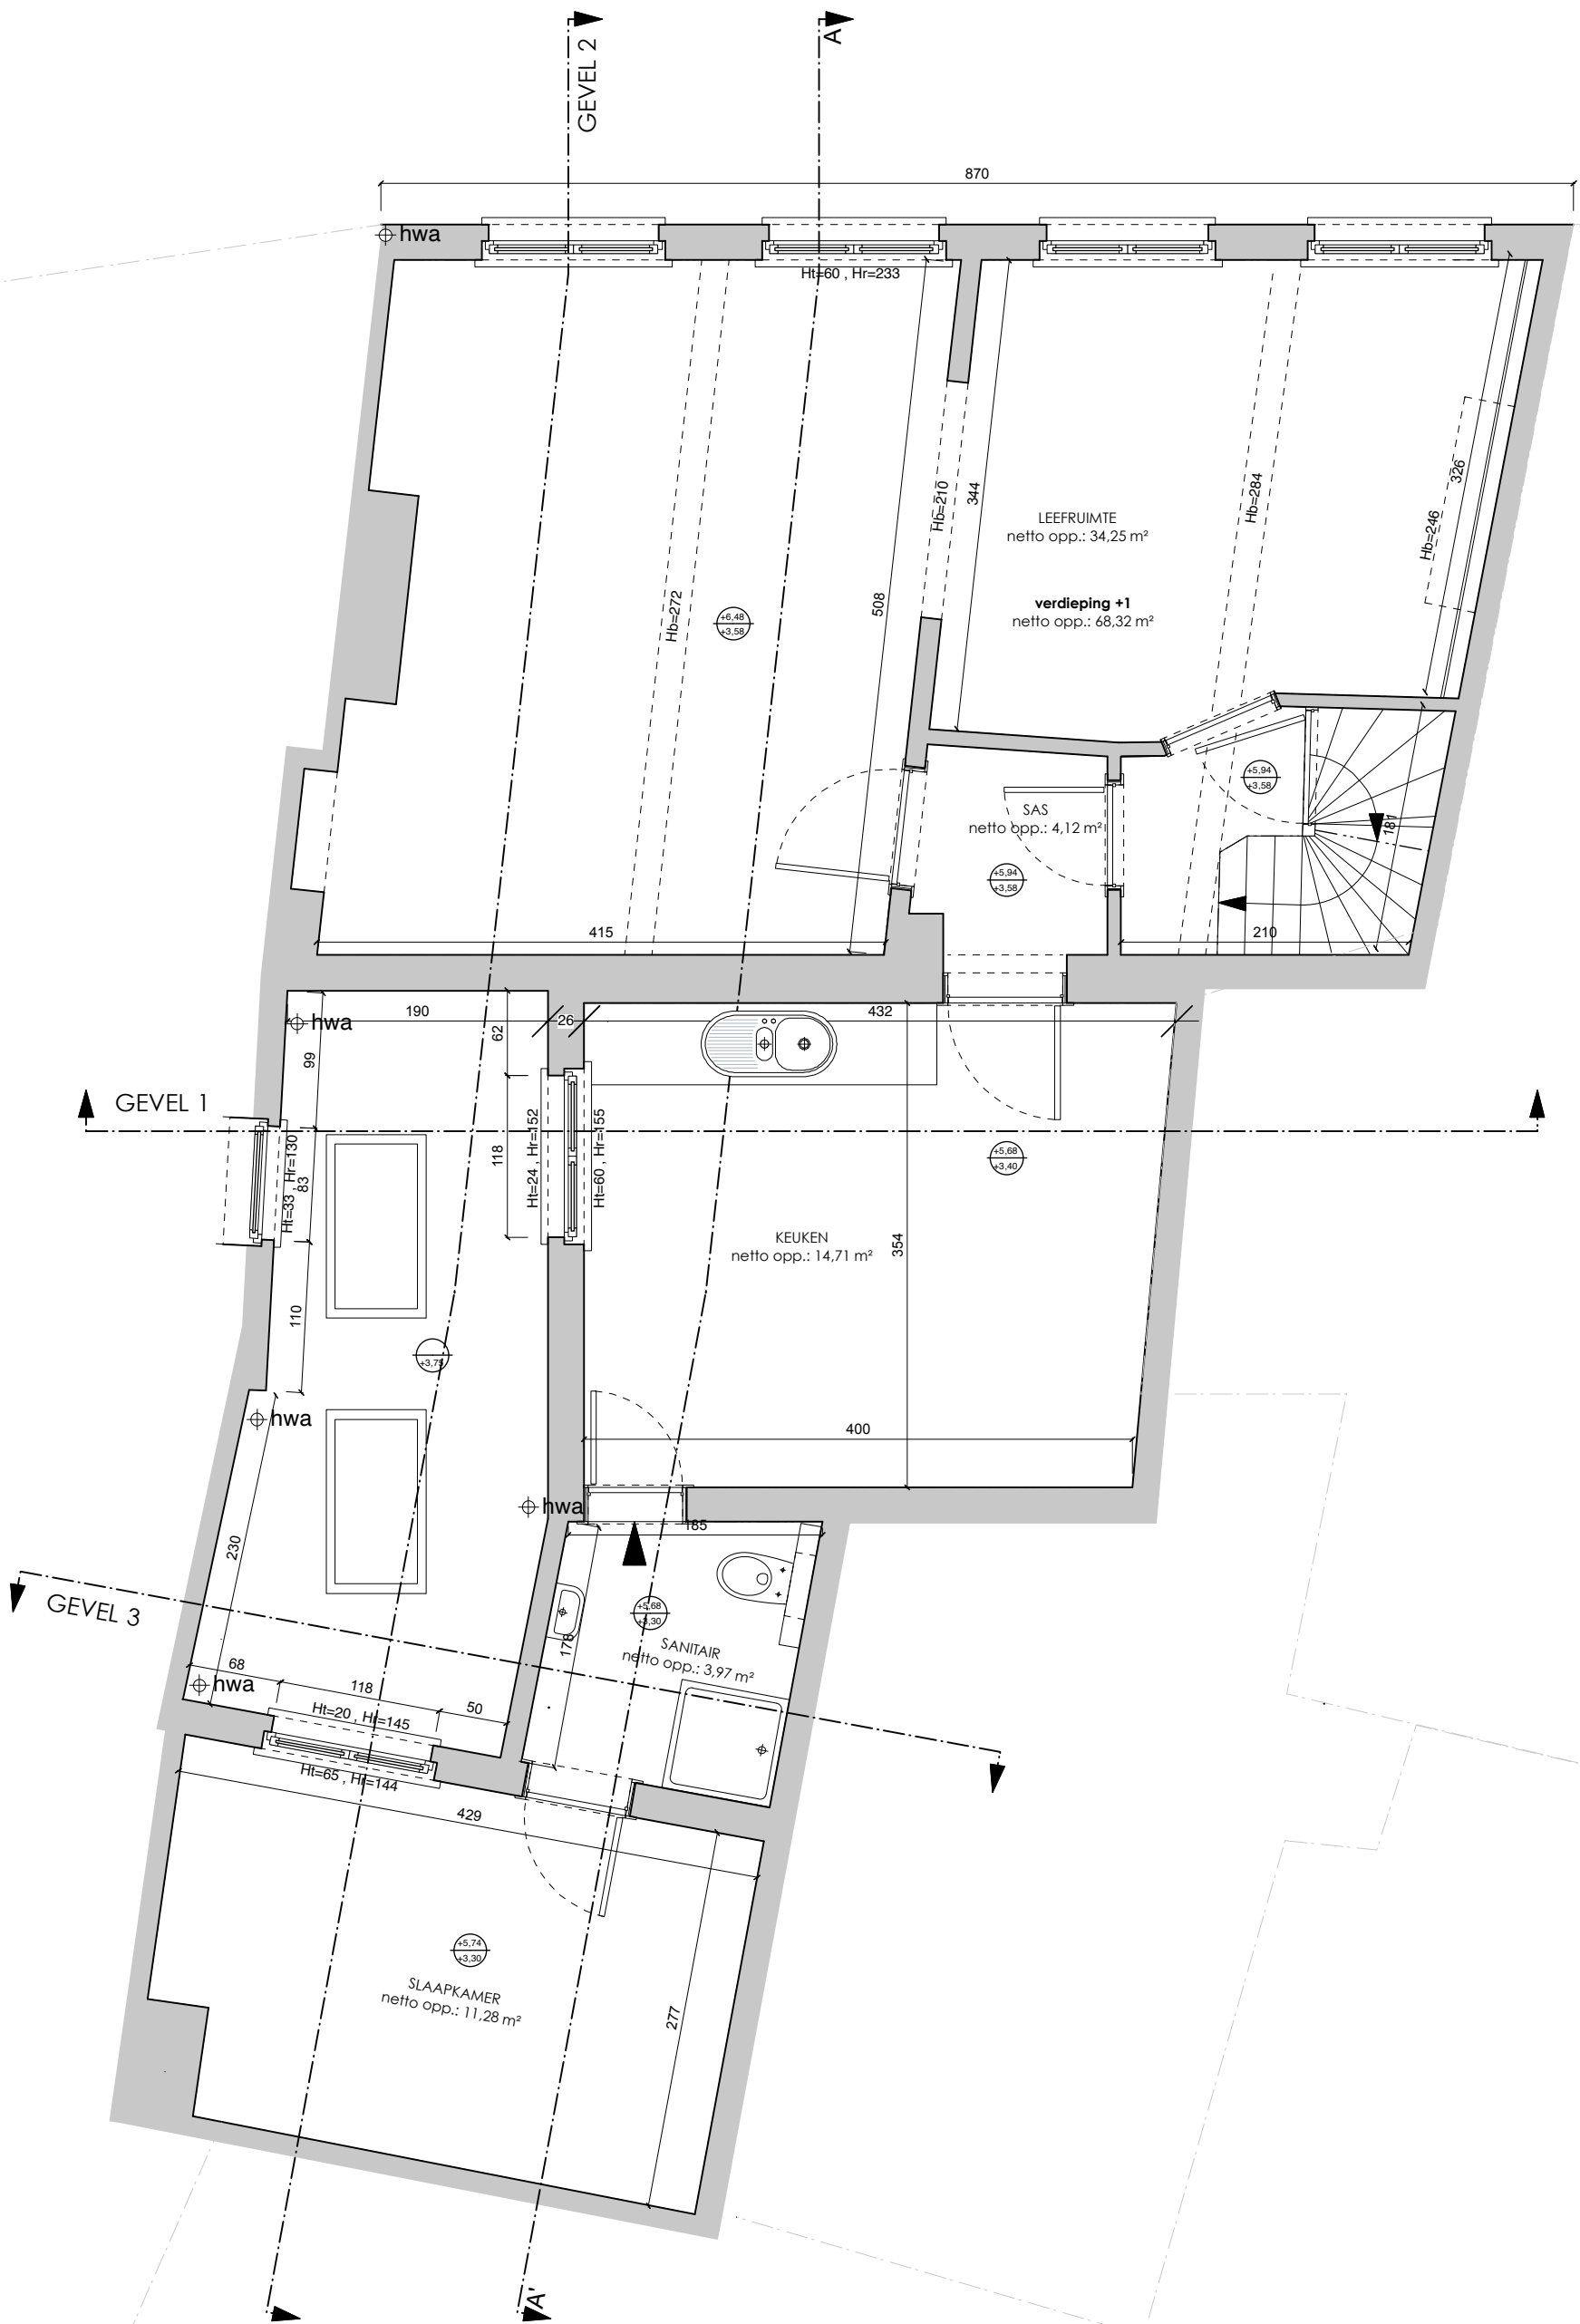 GEVEL 2
A
870
hwa
Ht=60 , Hr=233
Hb=210
344
Hb=284
326
Hb=246
LEEFRUIMTE
netto opp.: 34,25 m²
verdieping +1
netto opp.: 68,32 m²
508
Hb=272
+6,48
+3,58
+5,94
+3,58
SAS
netto opp.: 4,12 m²
181
+5,94
+3,58
415
210
190
26
432
hwa
62
99
GEVEL 1
118
Ht=24 , Hr=152
Ht=60 , Hr=155
Ht=33 , Hr=130
83
+5,68
+3,40
KEUKEN
netto opp.: 14,71 m²
354
110
+3,75
hwa
400
hwa
185
230
GEVEL 3
+5,68
+3,30
178
SANITAIR
netto opp.: 3,97 m²
68
hwa
118
50
Ht=20 , Hr=145
Ht=65 , Hr=144
429
+5,74
+3,30
SLAAPKAMER
netto opp.: 11,28 m²
277
A'